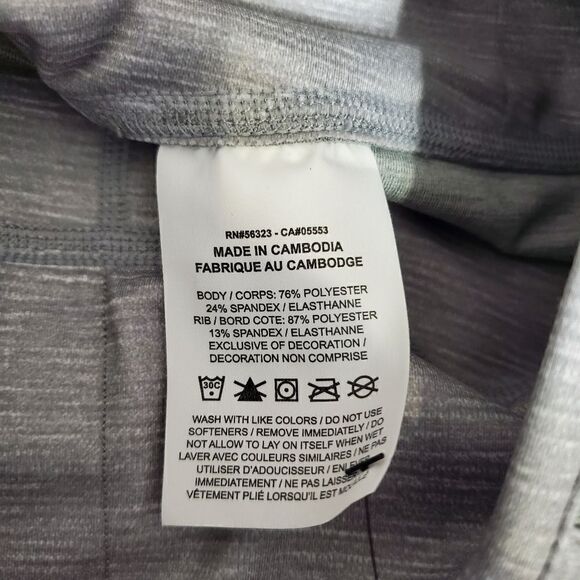 RN#56323 - CA#05553
MADE IN CAMBODIA
FABRIQUE AU CAMBODGE
BODY / CORPS: 76% POLYESTER
24% SPANDEX / ELASTHANNE
RIB / BORD COTE: 87% POLYESTER
13% SPANDEX / ELASTHANNE
EXCLUSIVE OF DECORATION /
DECORATION NON COMPRISE
30C
WASH WITH LIKE COLORS / DO NOT USE
SOFTENERS / REMOVE IMMEDIATELY / DO
NOT ALLOW TO LAY ON ITSELF WHEN WET
LAVER AVEC COULEURS SIMILAIRES / NE PAS
UTILISER D'ADOUCISSEUR / ENLEVER
IMMEDIATEMENT / NE PAS LAISSER
VÊTEMENT PLIÉ LORSQU'IL EST